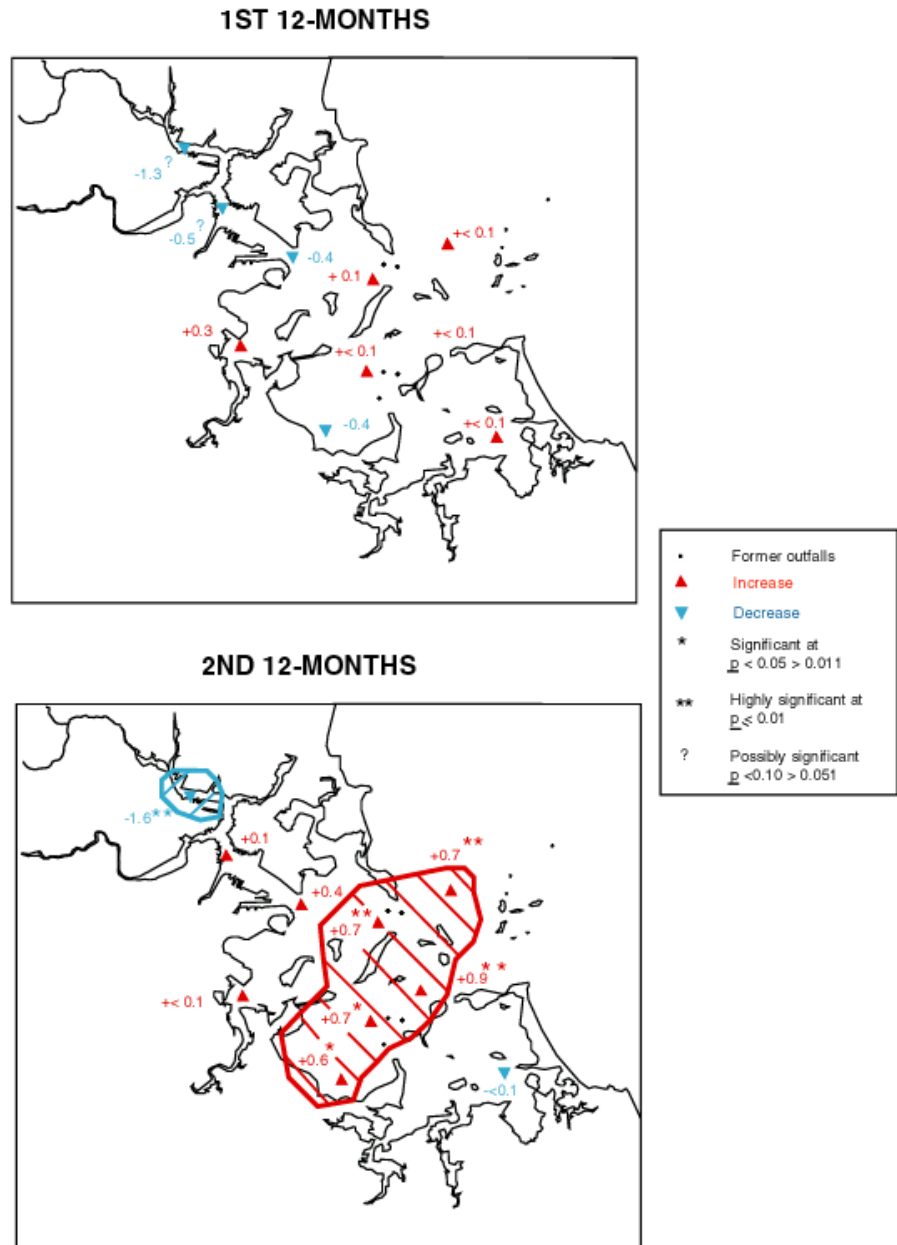 1ST 12-MONTHS
-1.3 ?
-0.5 ?
-0.4
+< 0.1
+ 0.1
+0.3
+< 0.1
+< 0.1
-0.4
+< 0.1
• Former outfalls
▲ Increase
▼ Decrease
* Significant at
p < 0.05 > 0.011
** Highly significant at
p ≤ 0.01
? Possibly significant
p <0.10 > 0.051
2ND 12-MONTHS
-1.6**
+0.1
+0.7 **
+0.4
**
+0.7
+0.9 **
+< 0.1
+0.7 *
+0.6 *
-<0.1